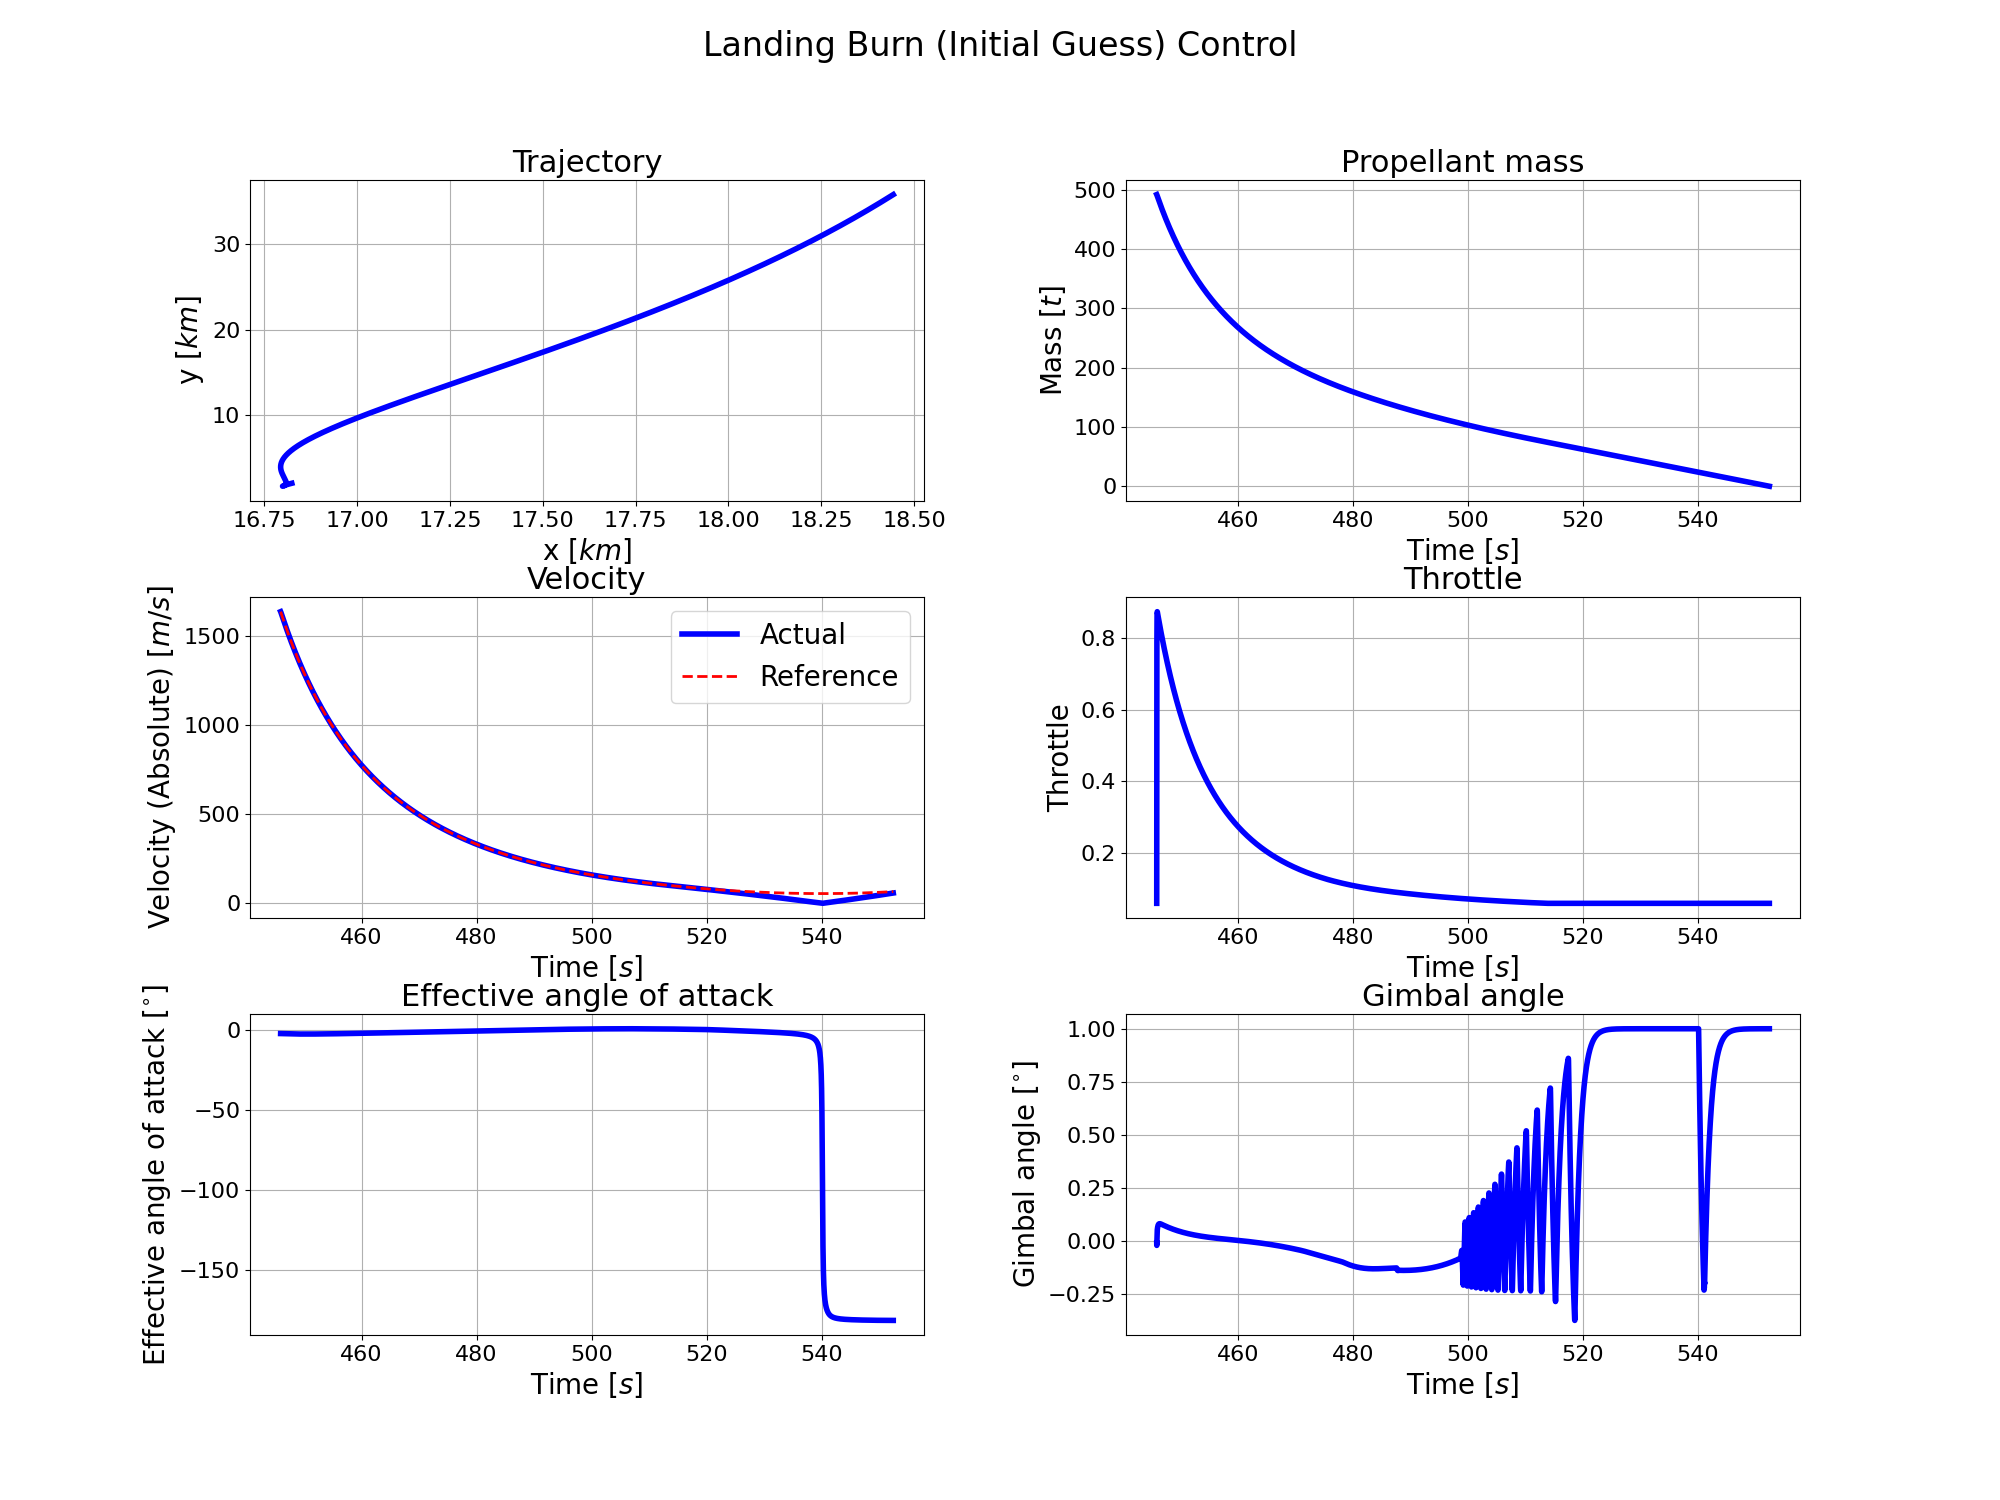 Landing Burn (Initial Guess) Control
Trajectory
y [km]
30
20
10
16.75 17.00 17.25 17.50 17.75 18.00 18.25 18.50
x [km]
Propellant mass
Mass [t]
500
400
300
200
100
0
460 480 500 520 540
Time [s]
Velocity
Velocity (Absolute) [m/s]
1500
1000
500
0
Actual
Reference
460 480 500 520 540
Time [s]
Throttle
Throttle
0.8
0.6
0.4
0.2
460 480 500 520 540
Time [s]
Effective angle of attack
Effective angle of attack [°]
0
−50
−100
−150
460 480 500 520 540
Time [s]
Gimbal angle
Gimbal angle [°]
1.00
0.75
0.50
0.25
0.00
−0.25
460 480 500 520 540
Time [s]